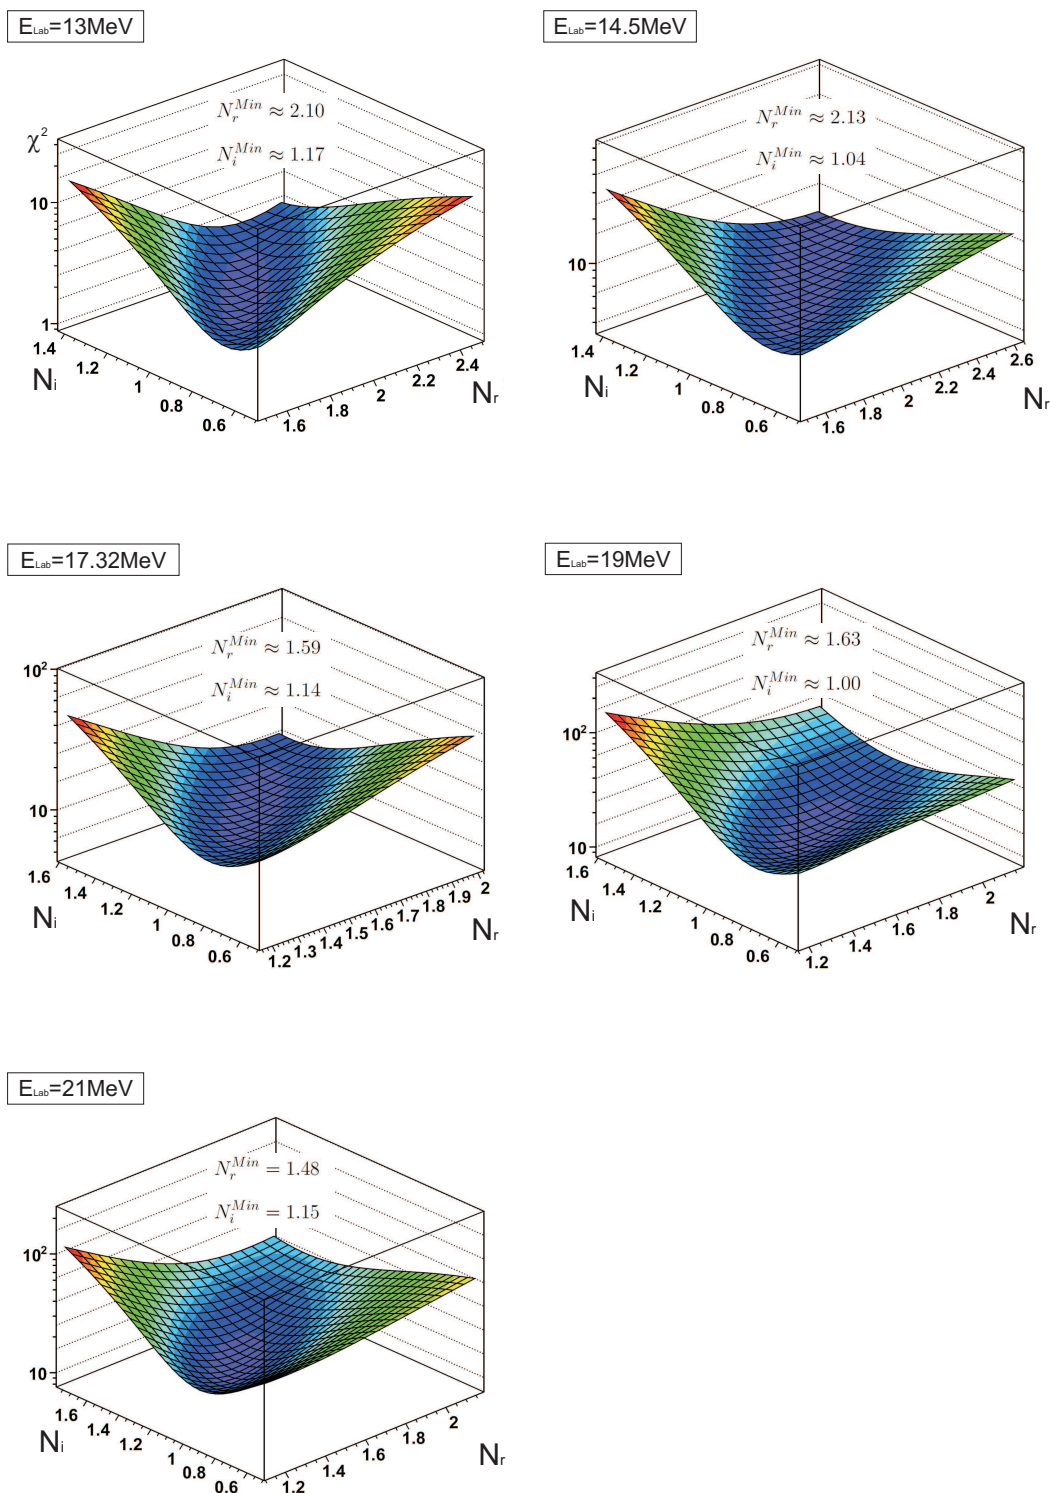 E_Lab=13MeV
N_r^Min ≈ 2.10
N_i^Min ≈ 1.17
χ²
10
1
1.4
1.2
1
0.8
0.6
N_i
1.6
1.8
2
2.2
2.4
N_r
E_Lab=14.5MeV
N_r^Min ≈ 2.13
N_i^Min ≈ 1.04
10
1.4
1.2
1
0.8
0.6
N_i
1.6
1.8
2
2.2
2.4
2.6
N_r
E_Lab=17.32MeV
N_r^Min ≈ 1.59
N_i^Min ≈ 1.14
10²
10
1.6
1.4
1.2
1
0.8
0.6
N_i
1.2
1.3
1.4
1.5
1.6
1.7
1.8
1.9
2
N_r
E_Lab=19MeV
N_r^Min ≈ 1.63
N_i^Min ≈ 1.00
10²
10
1.6
1.4
1.2
1
0.8
0.6
N_i
1.2
1.4
1.6
1.8
2
N_r
E_Lab=21MeV
N_r^Min = 1.48
N_i^Min = 1.15
10²
10
1.6
1.4
1.2
1
0.8
0.6
N_i
1.2
1.4
1.6
1.8
2
N_r